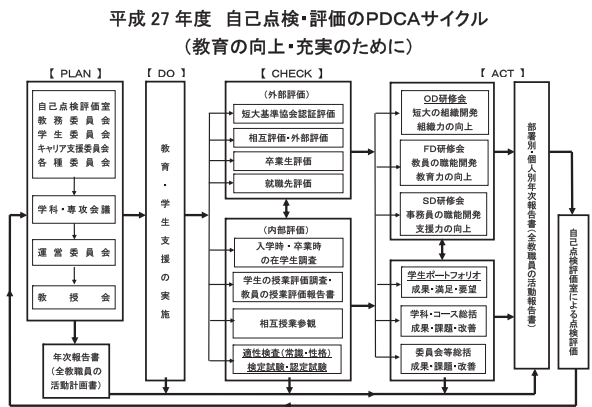 平成 27 年度 自己点検・評価のPDCAサイクル
(教育の向上・充実のために)
【 PLAN 】
自己点検評価室
教務委員会
学生委員会
キャリア支援委員会
各種委員会
学科・専攻会議
運営委員会
教授会
年次報告書
(全教職員の
活動計画書)
【 DO 】
教育・学生支援の実施
【 CHECK 】
(外部評価)
短大基準協会認証評価
相互評価・外部評価
卒業生評価
就職先評価
(内部評価)
入学時・卒業時
の在学生調査
学生の授業評価調査・
教員の授業評価報告書
相互授業参観
適性検査(常識・性格)
検定試験・認定試験
【 ACT 】
OD研修会
短大の組織開発
組織力の向上
FD研修会
教員の職能開発
教育力の向上
SD研修会
事務員の職能開発
支援力の向上
学生ポートフォリオ
成果・満足・要望
学科・コース総括
成果・課題・改善
委員会等総括
成果・課題・改善
部署別・個人別年次報告書(全教職員の活動報告書)
自己点検評価室による点検評価